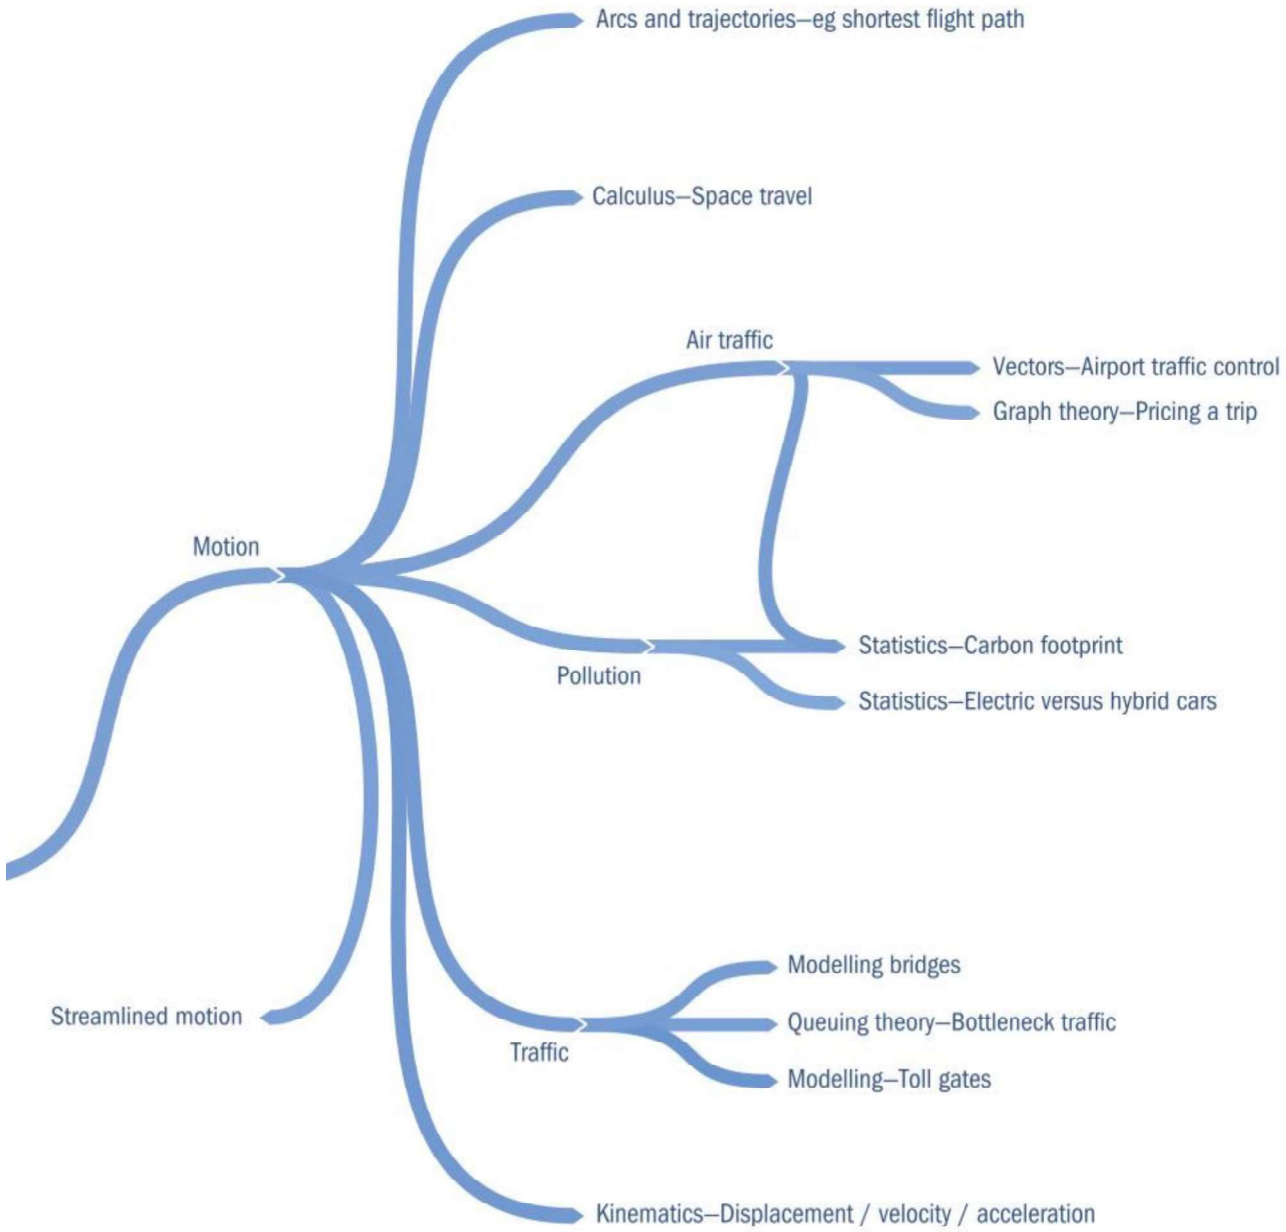 Arcs and trajectories—eg shortest flight path
Calculus—Space travel
Air traffic
Vectors—Airport traffic control
Graph theory—Pricing a trip
Motion
Statistics—Carbon footprint
Pollution
Statistics—Electric versus hybrid cars
Modelling bridges
Streamlined motion
Queuing theory—Bottleneck traffic
Traffic
Modelling—Toll gates
Kinematics—Displacement / velocity / acceleration